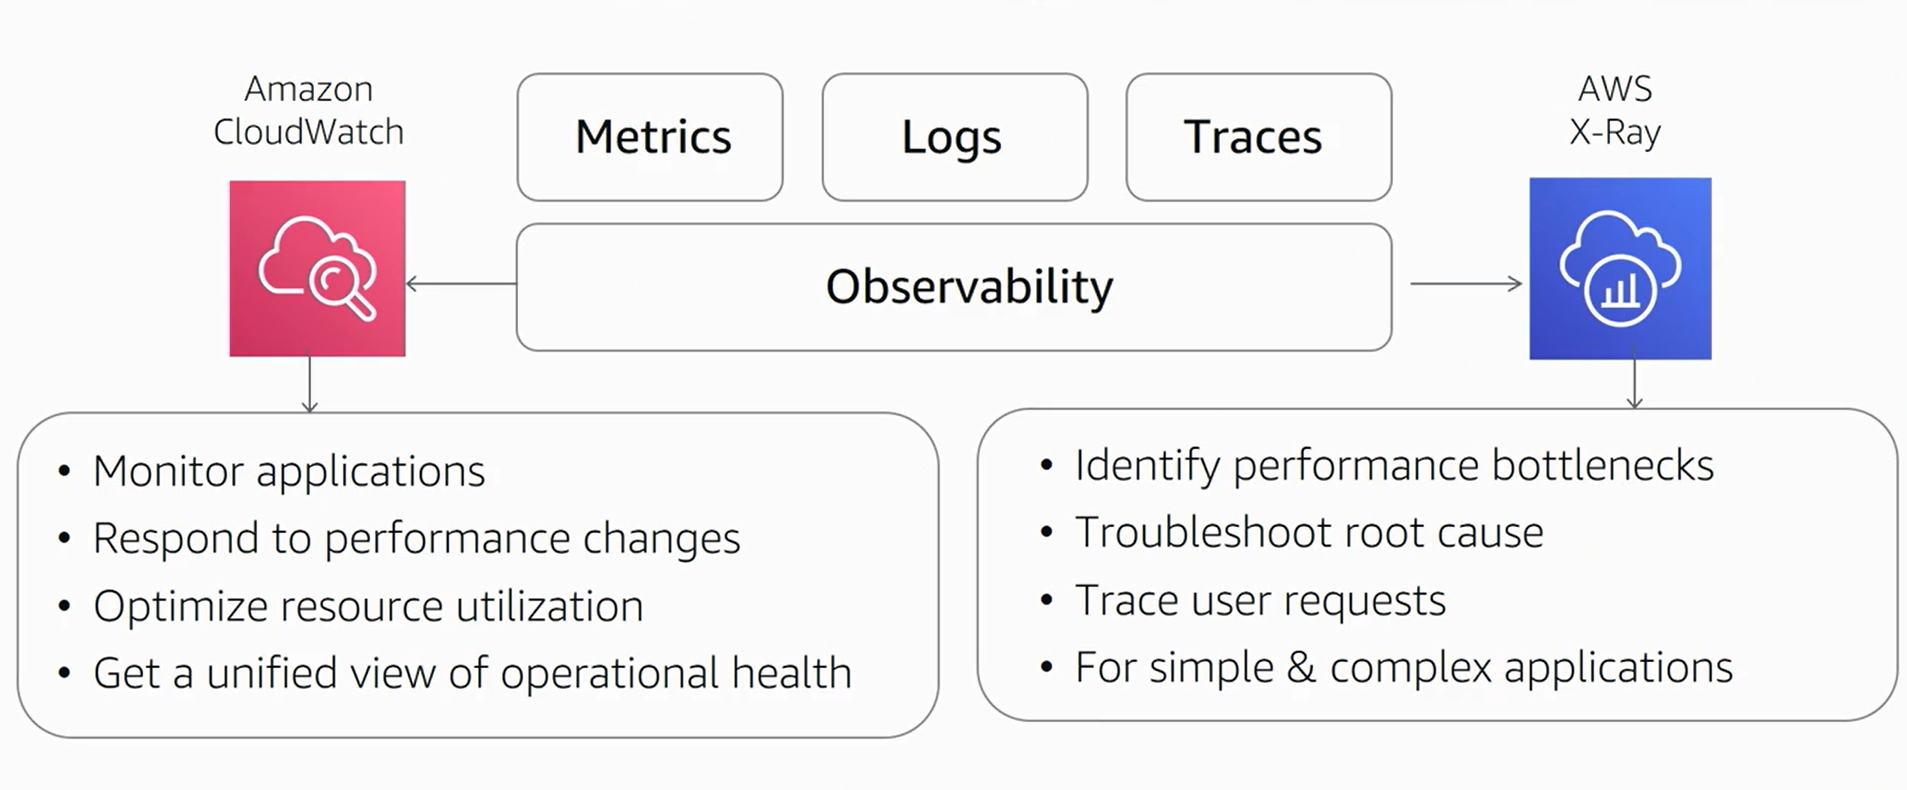 Amazon
CloudWatch
Metrics
Logs
Traces
AWS
X-Ray
Observability
• Monitor applications
• Respond to performance changes
• Optimize resource utilization
• Get a unified view of operational health
• Identify performance bottlenecks
• Troubleshoot root cause
• Trace user requests
• For simple & complex applications